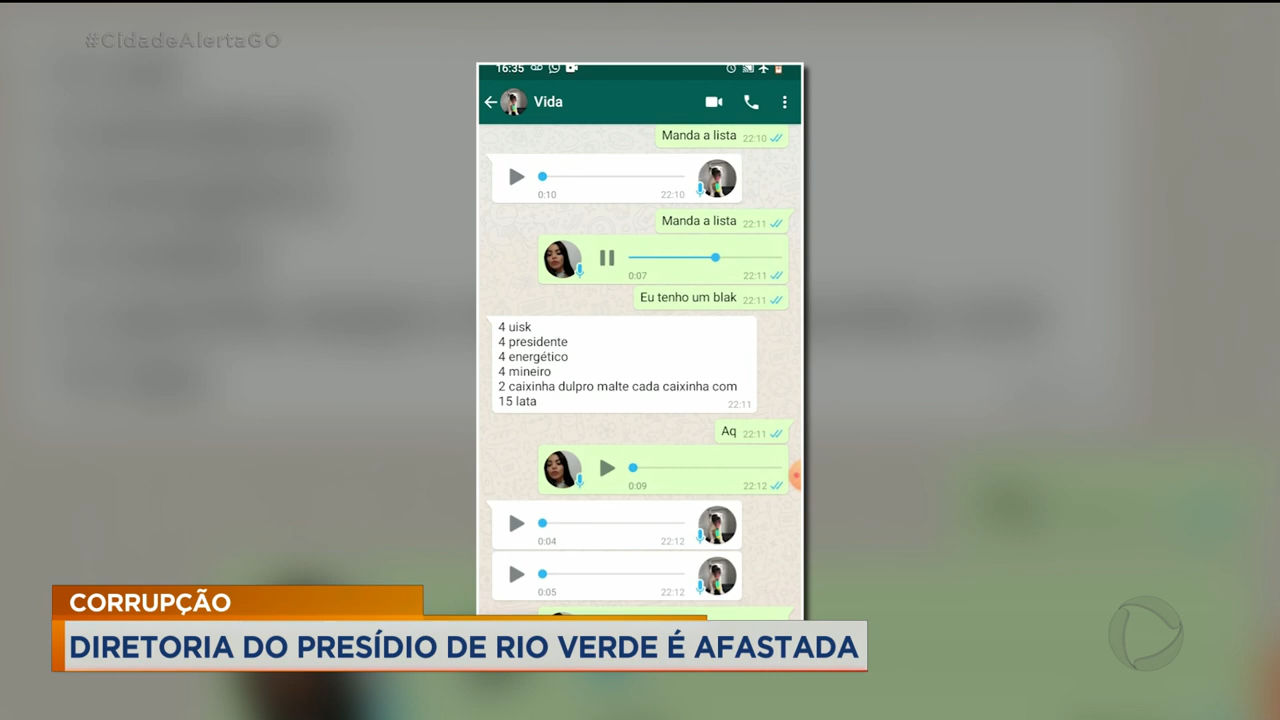 #CidadeAlertaGO
16:35
Vida
Manda a lista 22:10
0:10 22:10
Manda a lista 22:11
0:07 22:11
Eu tenho um blak 22:11
4 uisk
4 presidente
4 energético
4 mineiro
2 caixinha dulpro malte cada caixinha com
15 lata 22:11
Aq 22:11
0:09 22:12
0:04 22:12
0:05 22:12
CORRUPÇÃO
DIRETORIA DO PRESÍDIO DE RIO VERDE É AFASTADA